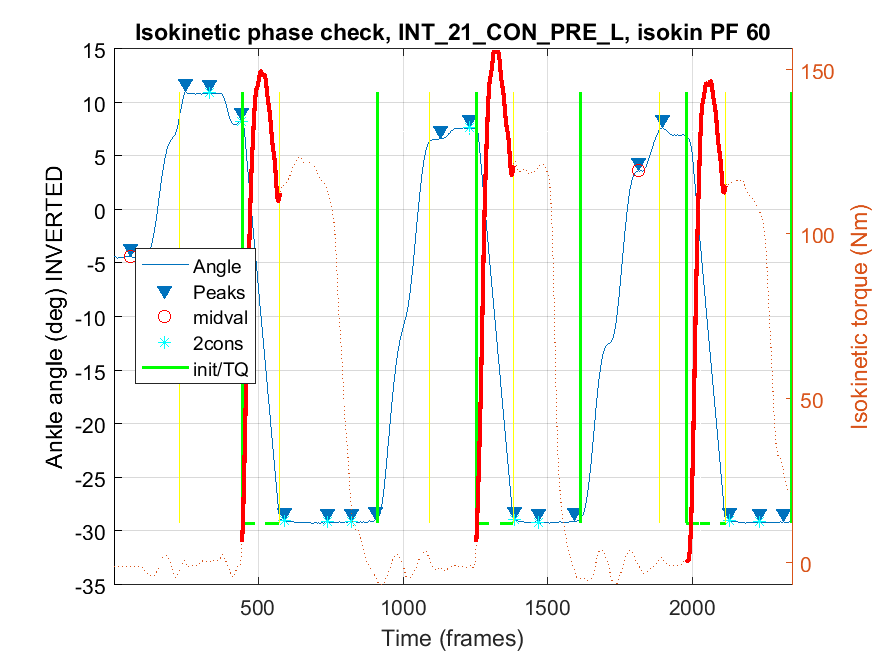 Isokinetic phase check, INT_21_CON_PRE_L, isokin PF 60
Ankle angle (deg) INVERTED
15
10
5
0
-5
-10
-15
-20
-25
-30
-35
Angle
Peaks
midval
2cons
init/TQ
150
100
50
0
Isokinetic torque (Nm)
500
1000
1500
2000
Time (frames)